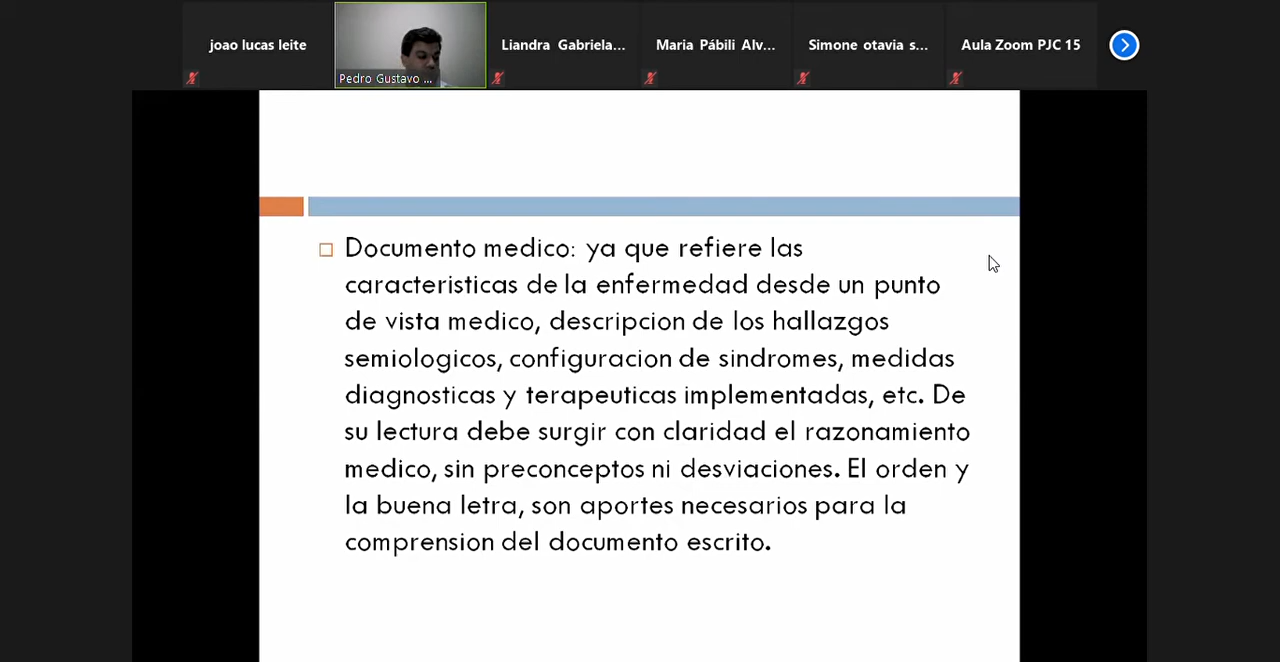 joao lucas leite
Pedro Gustavo ...
Liandra Gabriela...
Maria Pábili Alv...
Simone otavia s...
Aula Zoom PJC 15
Documento medico: ya que refiere las
caracteristicas de la enfermedad desde un punto
de vista medico, descripcion de los hallazgos
semiologicos, configuracion de sindromes, medidas
diagnosticas y terapeuticas implementadas, etc. De
su lectura debe surgir con claridad el razonamiento
medico, sin preconceptos ni desviaciones. El orden y
la buena letra, son aportes necesarios para la
comprension del documento escrito.